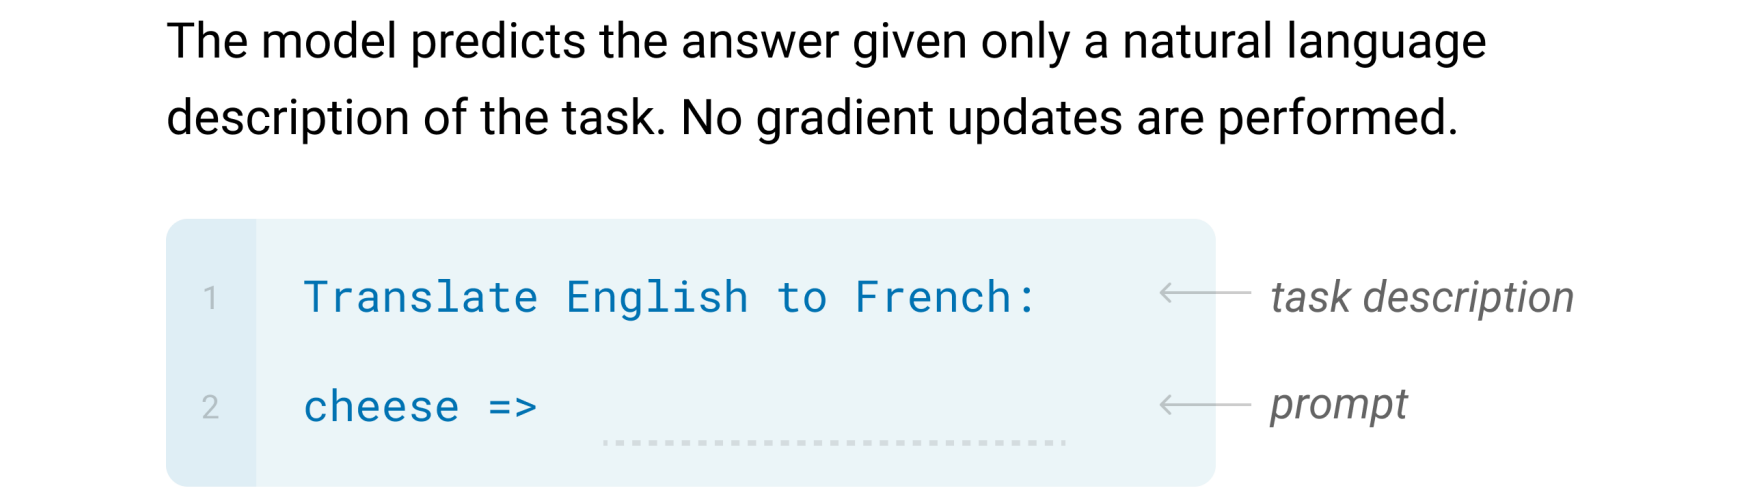 The model predicts the answer given only a natural language
description of the task. No gradient updates are performed.
1 Translate English to French: task description
2 cheese => prompt